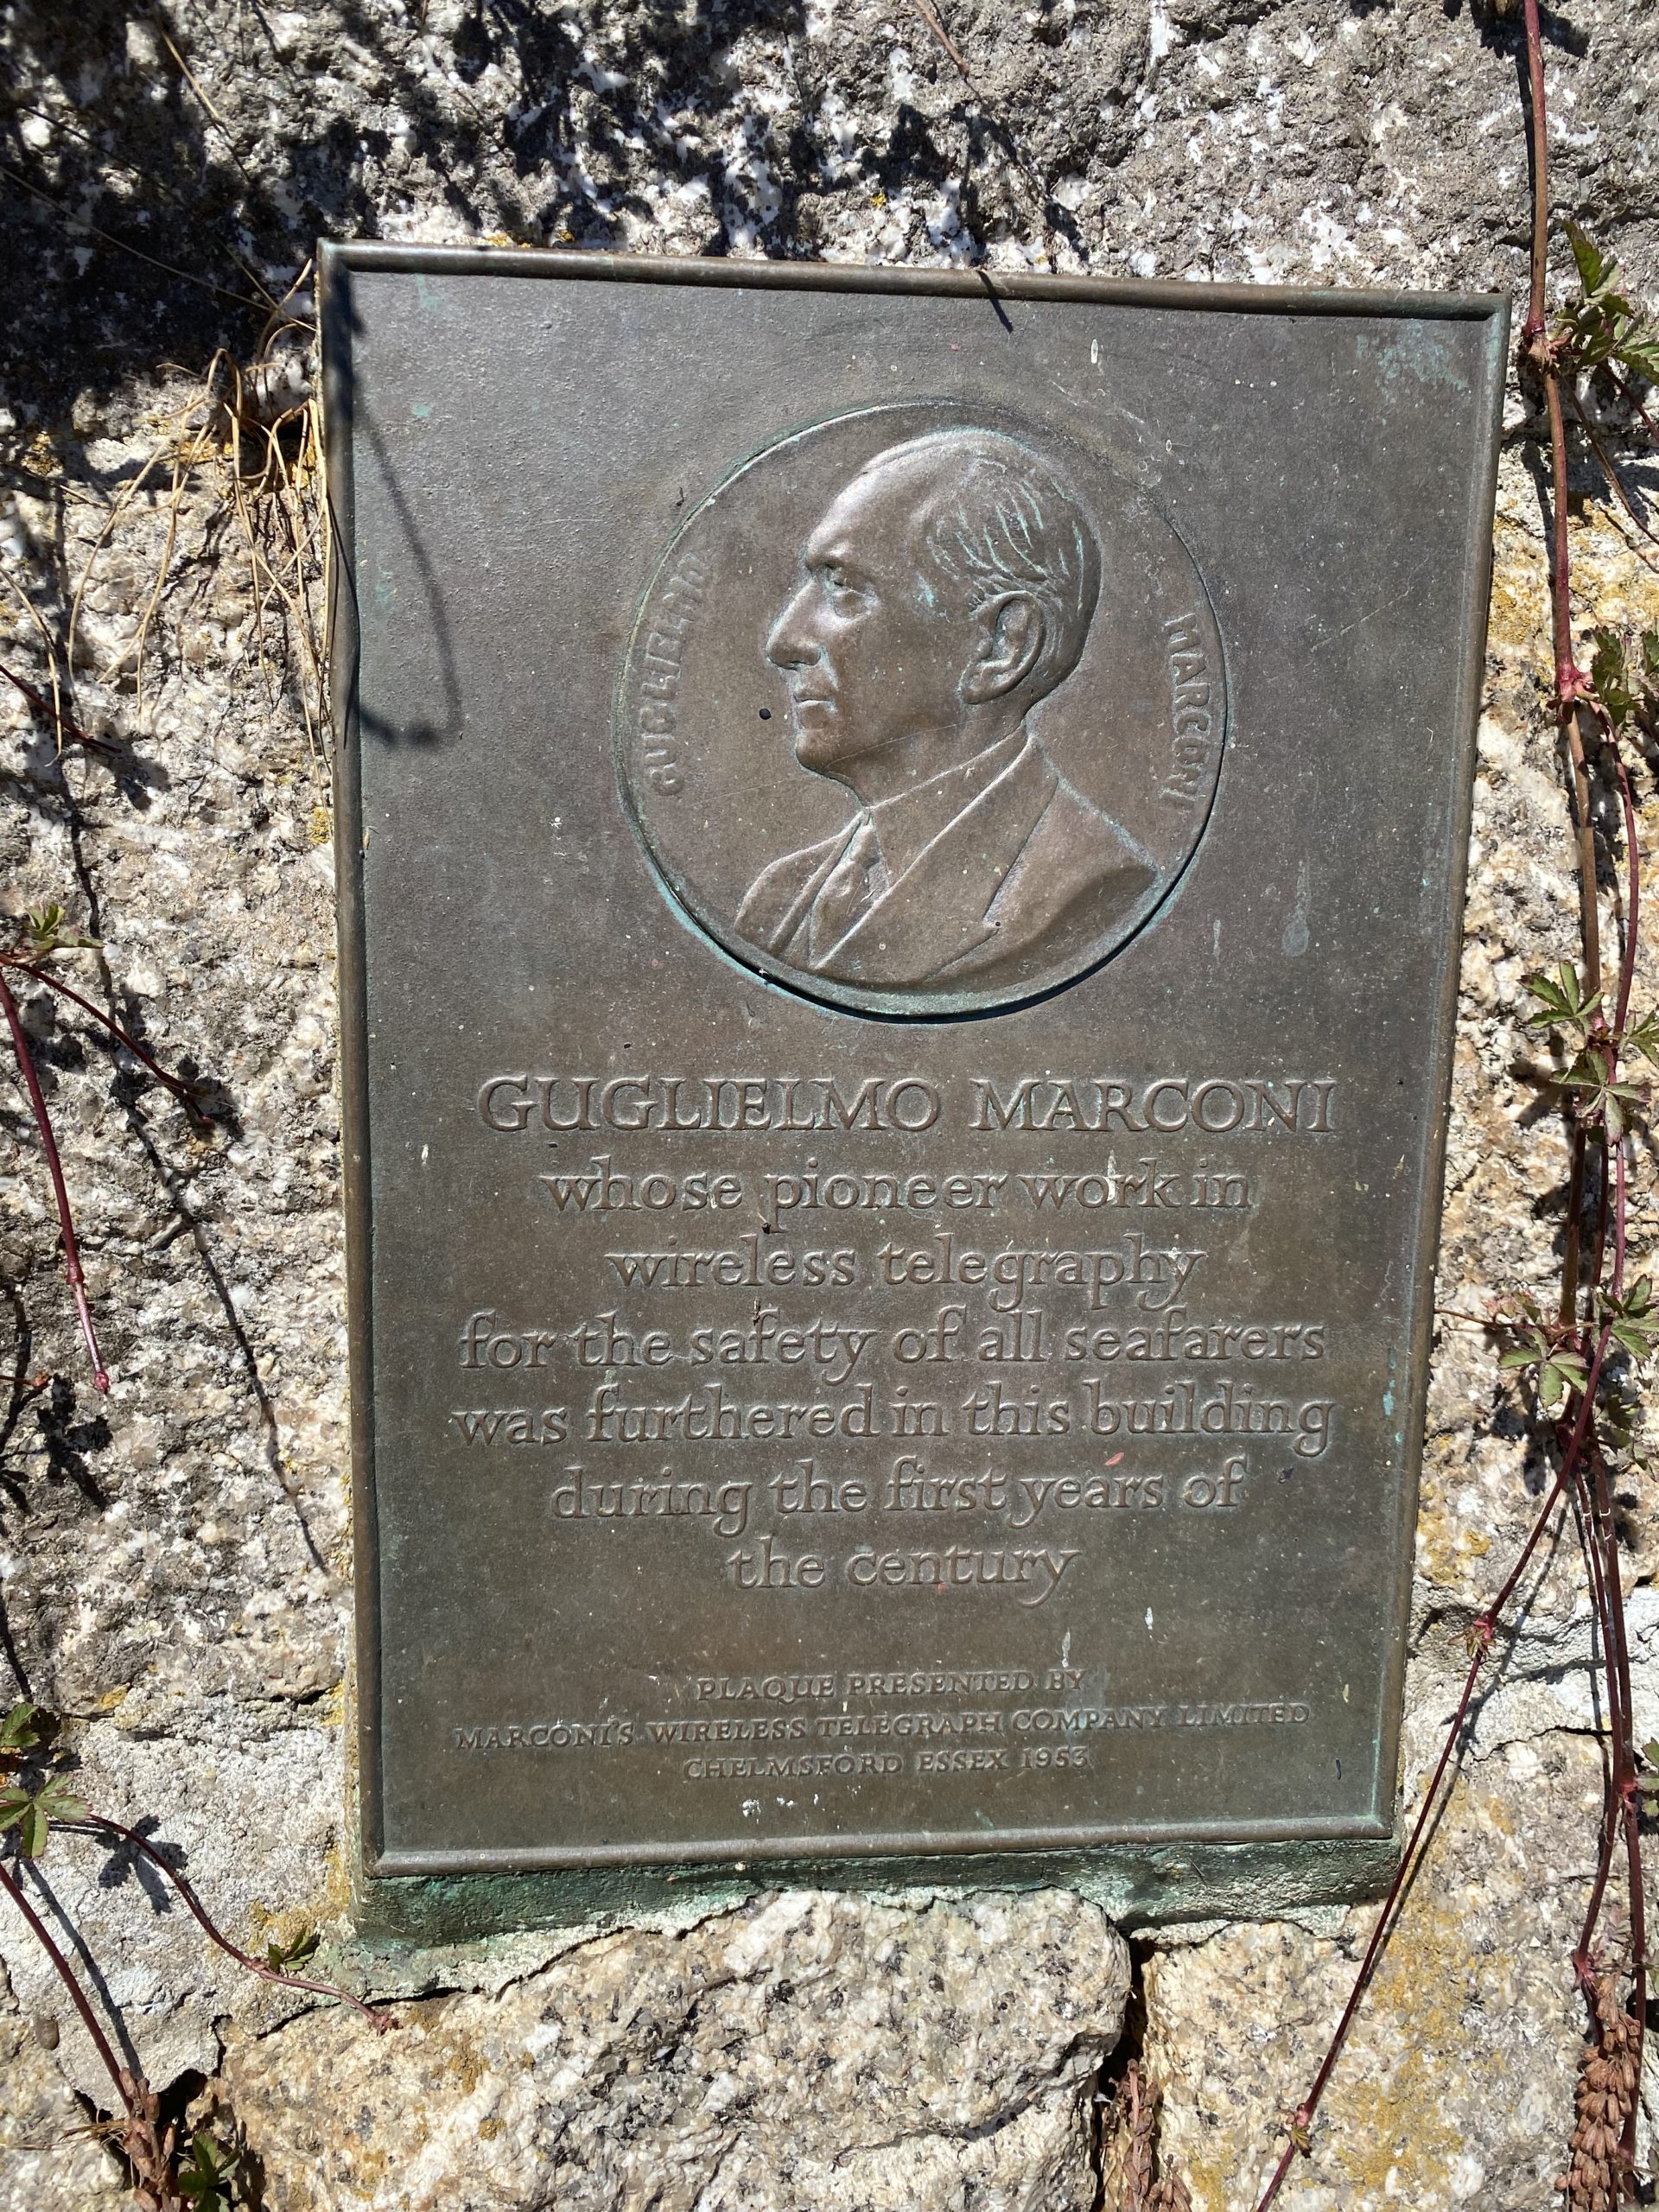 GUGLIELMO MARCONI
GUGLIELMO MARCONI
whose pioneer work in
wireless telegraphy
for the safety of all seafarers
was furthered in this building
during the first years of
the century
PLAQUE PRESENTED BY
MARCONI'S WIRELESS TELEGRAPH COMPANY LIMITED
CHELMSFORD ESSEX 1953